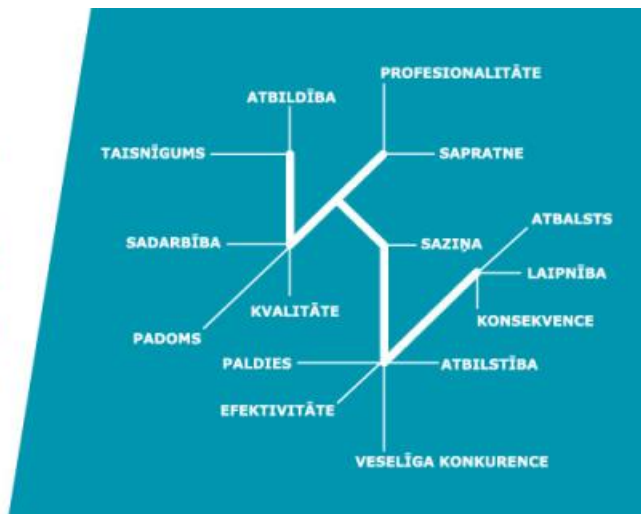 PROFESIONALITĀTE
ATBILDĪBA
TAISNĪGUMS
SAPRATNE
ATBALSTS
SADARBĪBA
SAZIŅA
LAIPNĪBA
KVALITĀTE
KONSEKVENCE
PADOMS
PALDIES
ATBILSTĪBA
EFEKTIVITĀTE
VESELĪGA KONKURENCE